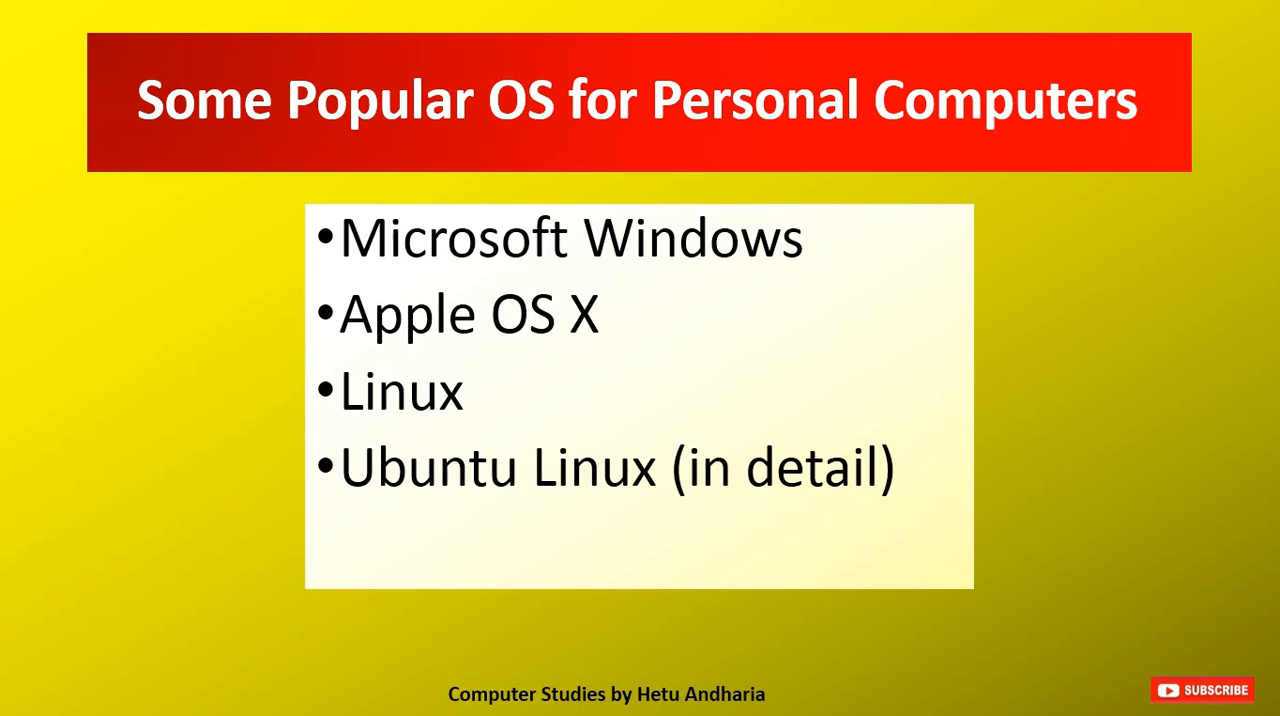 Some Popular OS for Personal Computers
•Microsoft Windows
•Apple OS X
•Linux
•Ubuntu Linux (in detail)
Computer Studies by Hetu Andharia
SUBSCRIBE